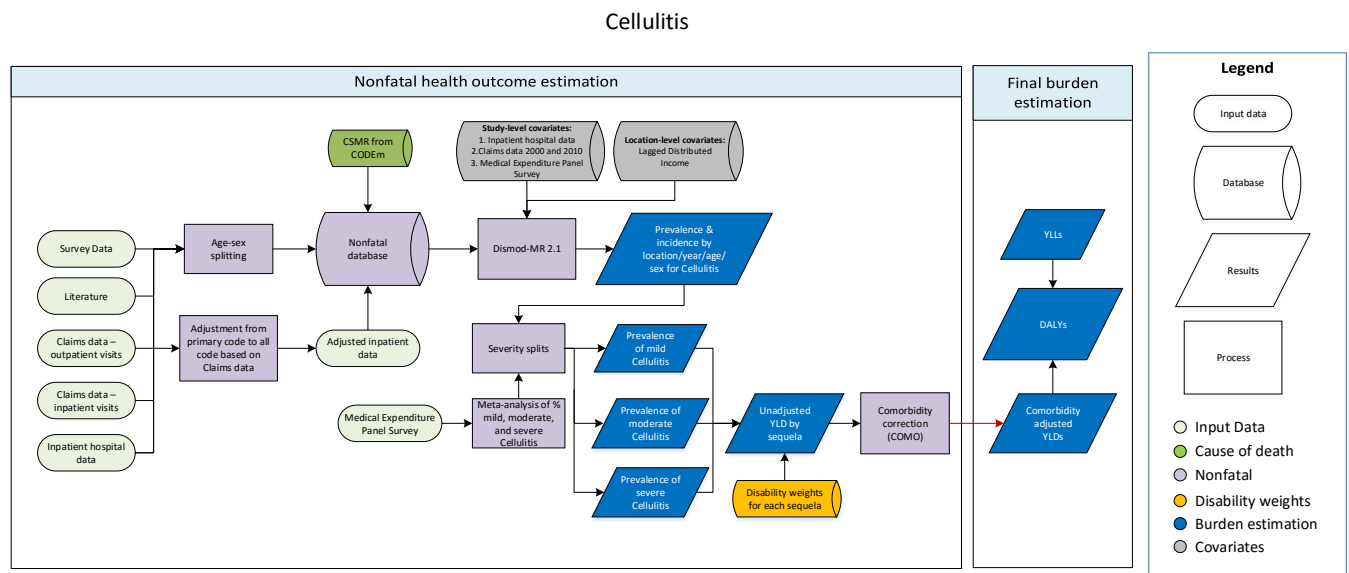 Cellulitis
Nonfatal health outcome estimation
Final burden
estimation
Legend
CSMR from
CODEm
Study-level covariates:
1. Inpatient hospital data
2.Claims data 2000 and 2010
3. Medical Expenditure Panel
Survey
Location-level covariates:
Lagged Distributed
Income
Survey Data
Literature
Claims data –
outpatient visits
Claims data –
inpatient visits
Inpatient hospital
data
Age-sex
splitting
Adjustment from
primary code to all
code based on
Claims data
Nonfatal
database
Adjusted inpatient
data
Dismod-MR 2.1
Prevalence &
incidence by
location/year/age/
sex for Cellulitis
Severity splits
Medical Expenditure
Panel Survey
Meta-analysis of %
mild, moderate,
and severe
Cellulitis
Prevalence
of mild
Cellulitis
Prevalence of
moderate
Cellulitis
Prevalence of
severe
Cellulitis
Unadjusted
YLD by
sequela
Disability weights
for each sequela
Comorbidity
correction
(COMO)
YLLs
DALYs
Comorbidity
adjusted
YLDs
Input data
Database
Results
Process
Input Data
Cause of death
Nonfatal
Disability weights
Burden estimation
Covariates